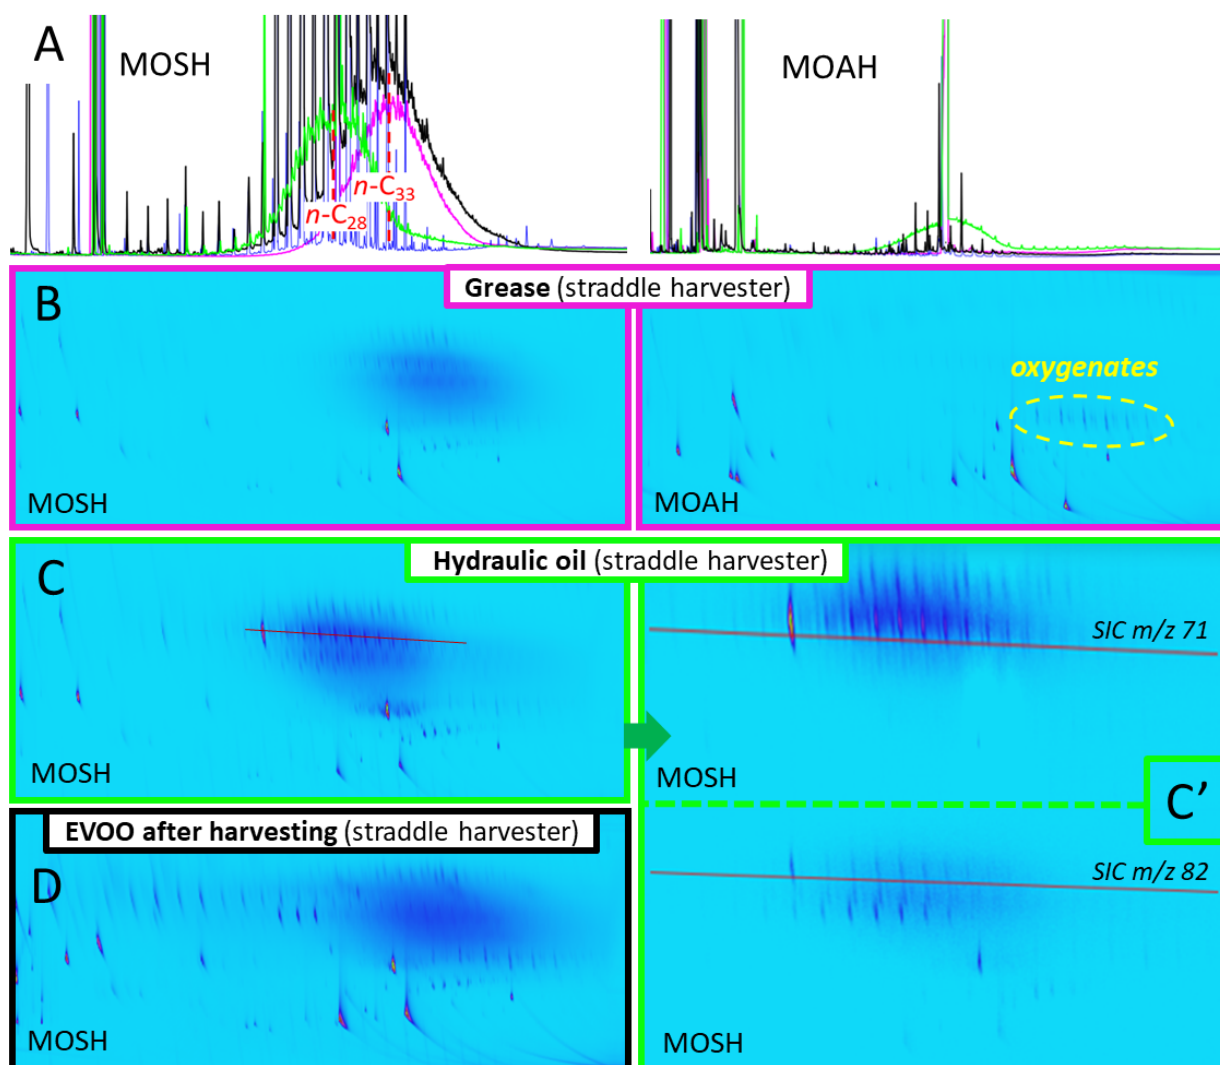 A
MOSH
n-C28
n-C33
MOAH
Grease (straddle harvester)
B
MOSH
oxygenates
MOAH
Hydraulic oil (straddle harvester)
C
MOSH
SIC m/z 71
MOSH
C’
EVOO after harvesting (straddle harvester)
D
MOSH
SIC m/z 82
MOSH